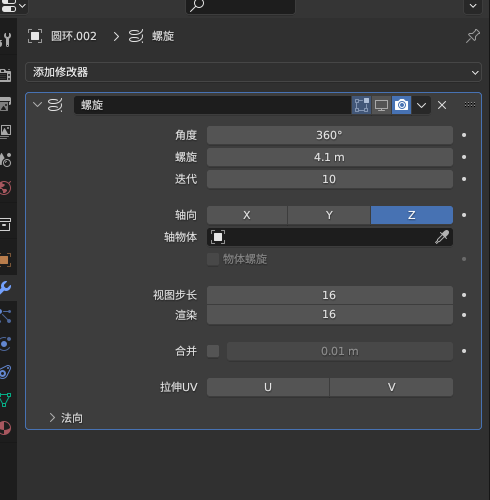 圆环.002 螺旋
添加修改器
螺旋
角度 360°
螺旋 4.1 m
迭代 10
轴向 X Y Z
轴物体
物体螺旋
视图步长 16
渲染 16
合并 0.01 m
拉伸UV U V
法向